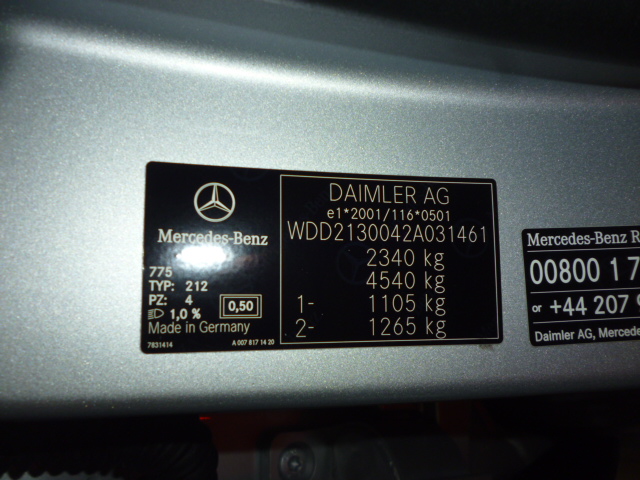 Mercedes-Benz
775
TYP: 212
PZ: 4
1,0%
0,50
Made in Germany
7831414
A 007 817 14 20
DAIMLER AG
e1*2001/116*0501
WDD2130042A031461
2340 kg
4540 kg
1- 1105 kg
2- 1265 kg
Mercedes-Benz R
00800 1 7
or +44 207 9
Daimler AG, Mercede